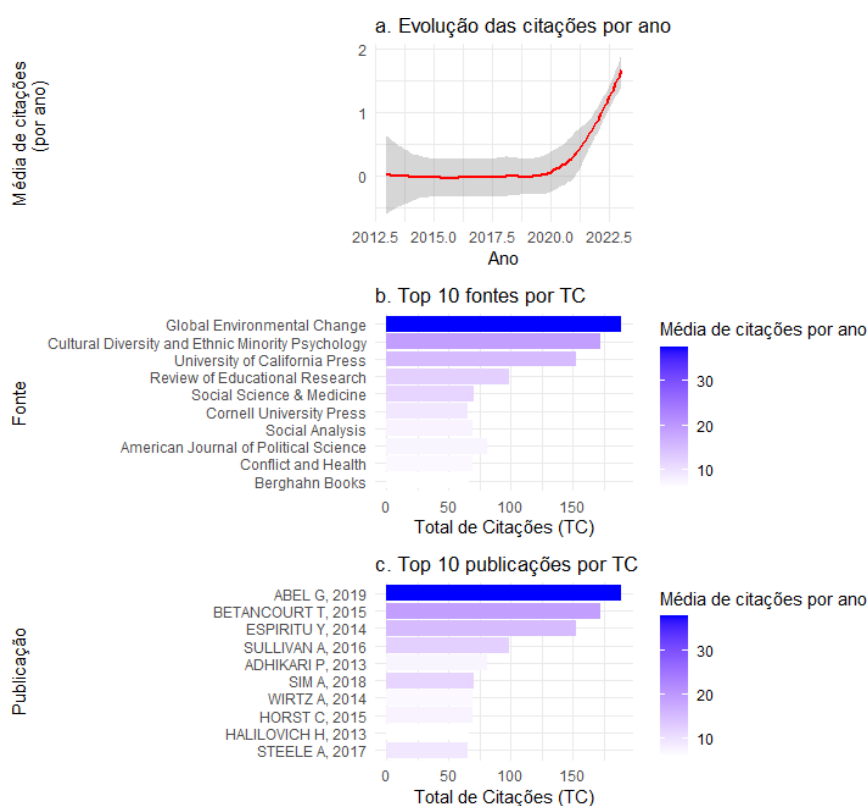 a. Evolução das citações por ano
Média de citações
(por ano)
2
1
0
2012.5 2015.0 2017.5 2020.0 2022.5
Ano
b. Top 10 fontes por TC
Fonte
Global Environmental Change
Cultural Diversity and Ethnic Minority Psychology
University of California Press
Review of Educational Research
Social Science & Medicine
Cornell University Press
Social Analysis
American Journal of Political Science
Conflict and Health
Berghahn Books
0 50 100 150
Total de Citações (TC)
Média de citações por ano
30
20
10
c. Top 10 publicações por TC
Publicação
ABEL G, 2019
BETANCOURT T, 2015
ESPIRITU Y, 2014
SULLIVAN A, 2016
ADHIKARI P, 2013
SIM A, 2018
WIRTZ A, 2014
HORST C, 2015
HALILOVICH H, 2013
STEELE A, 2017
0 50 100 150
Total de Citações (TC)
Média de citações por ano
30
20
10